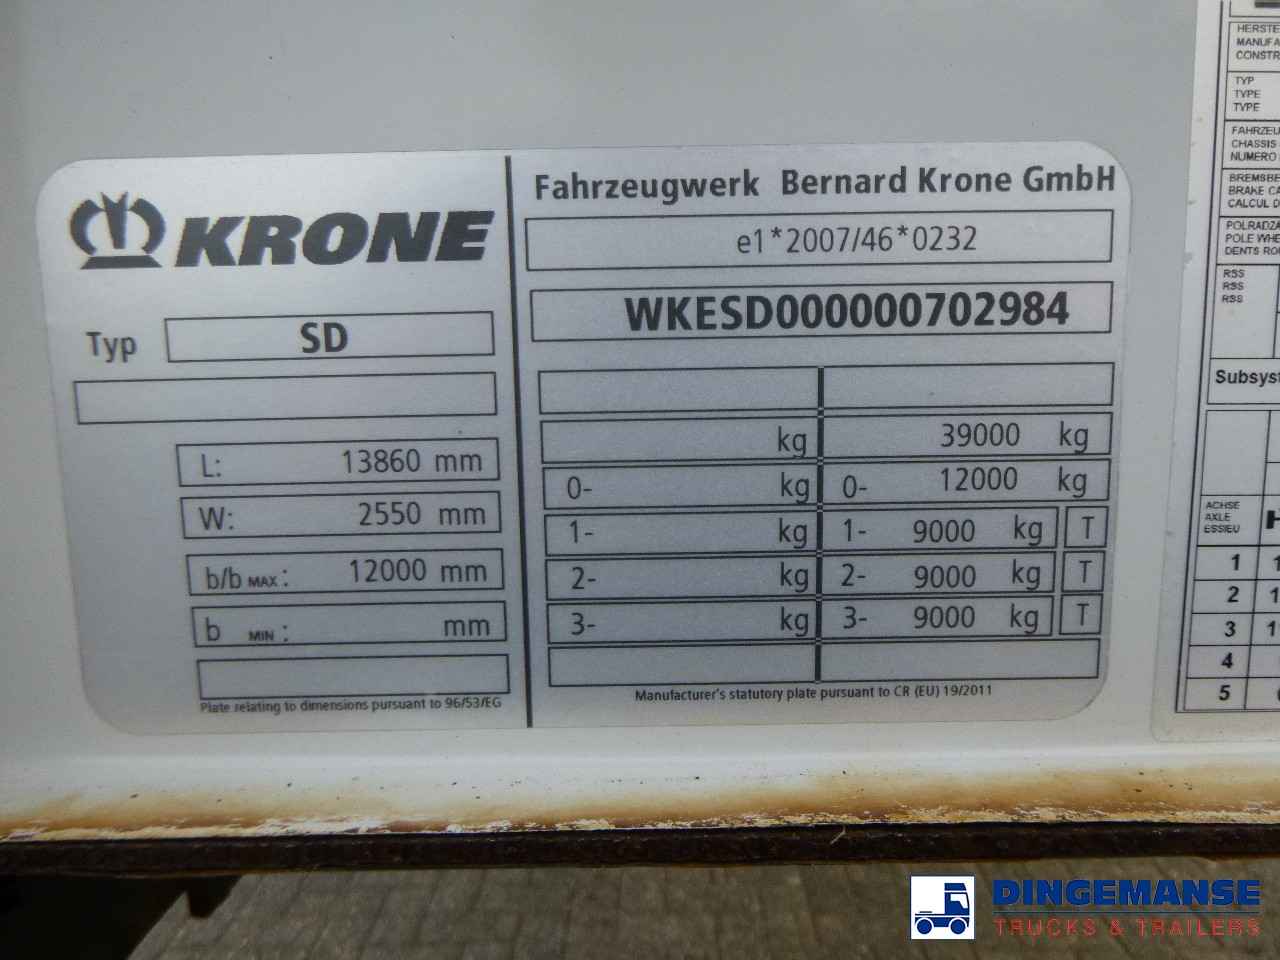 KRONE
Typ SD
L: 13860 mm
W: 2550 mm
b/b MAX: 12000 mm
b MIN: mm
Plate relating to dimensions pursuant to 96/53/EG
Fahrzeugwerk Bernard Krone GmbH
e1*2007/46*0232
WKESD000000702984
kg 39000 kg
0- kg 0- 12000 kg
1- kg 1- 9000 kg T
2- kg 2- 9000 kg T
3- kg 3- 9000 kg T
Manufacturer's statutory plate pursuant to CR (EU) 19/2011
TYP
TYPE
TYPE
CHASSIS
NUMERO
RSS
RSS
RSS
ACHSE
AXLE
ESSIEU
1
2
3
4
5
DINGEMANSE
TRUCKS & TRAILERS